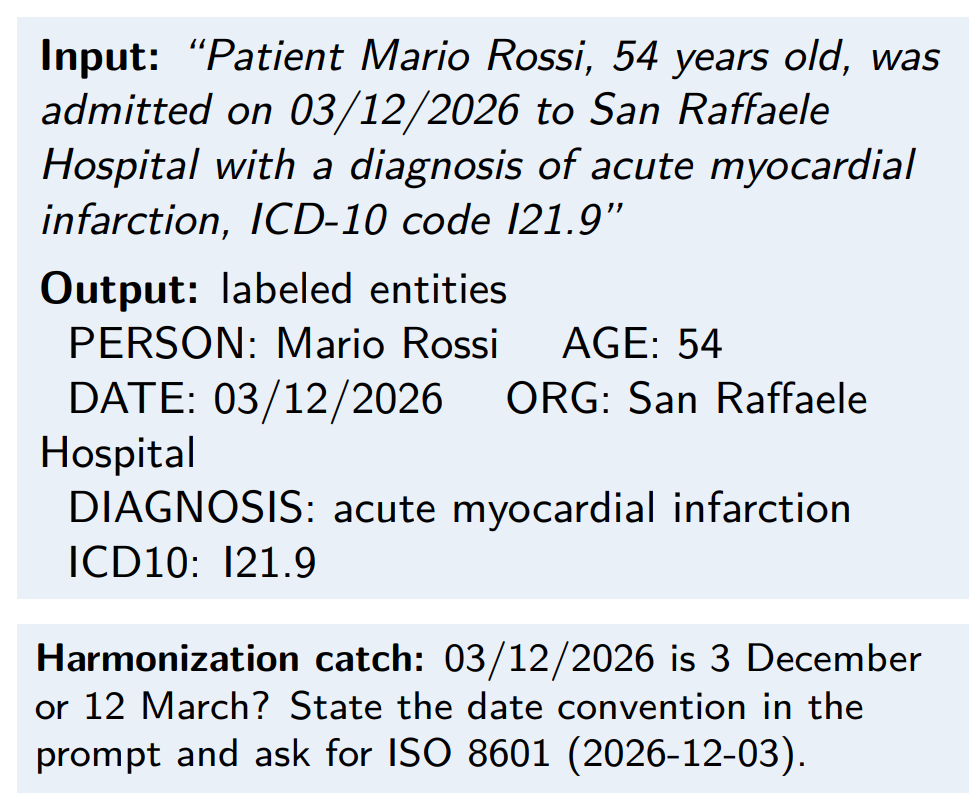 Input: “Patient Mario Rossi, 54 years old, was
admitted on 03/12/2026 to San Raffaele
Hospital with a diagnosis of acute myocardial
infarction, ICD-10 code I21.9”
Output: labeled entities
PERSON: Mario Rossi AGE: 54
DATE: 03/12/2026 ORG: San Raffaele
Hospital
DIAGNOSIS: acute myocardial infarction
ICD10: I21.9
Harmonization catch: 03/12/2026 is 3 December
or 12 March? State the date convention in the
prompt and ask for ISO 8601 (2026-12-03).